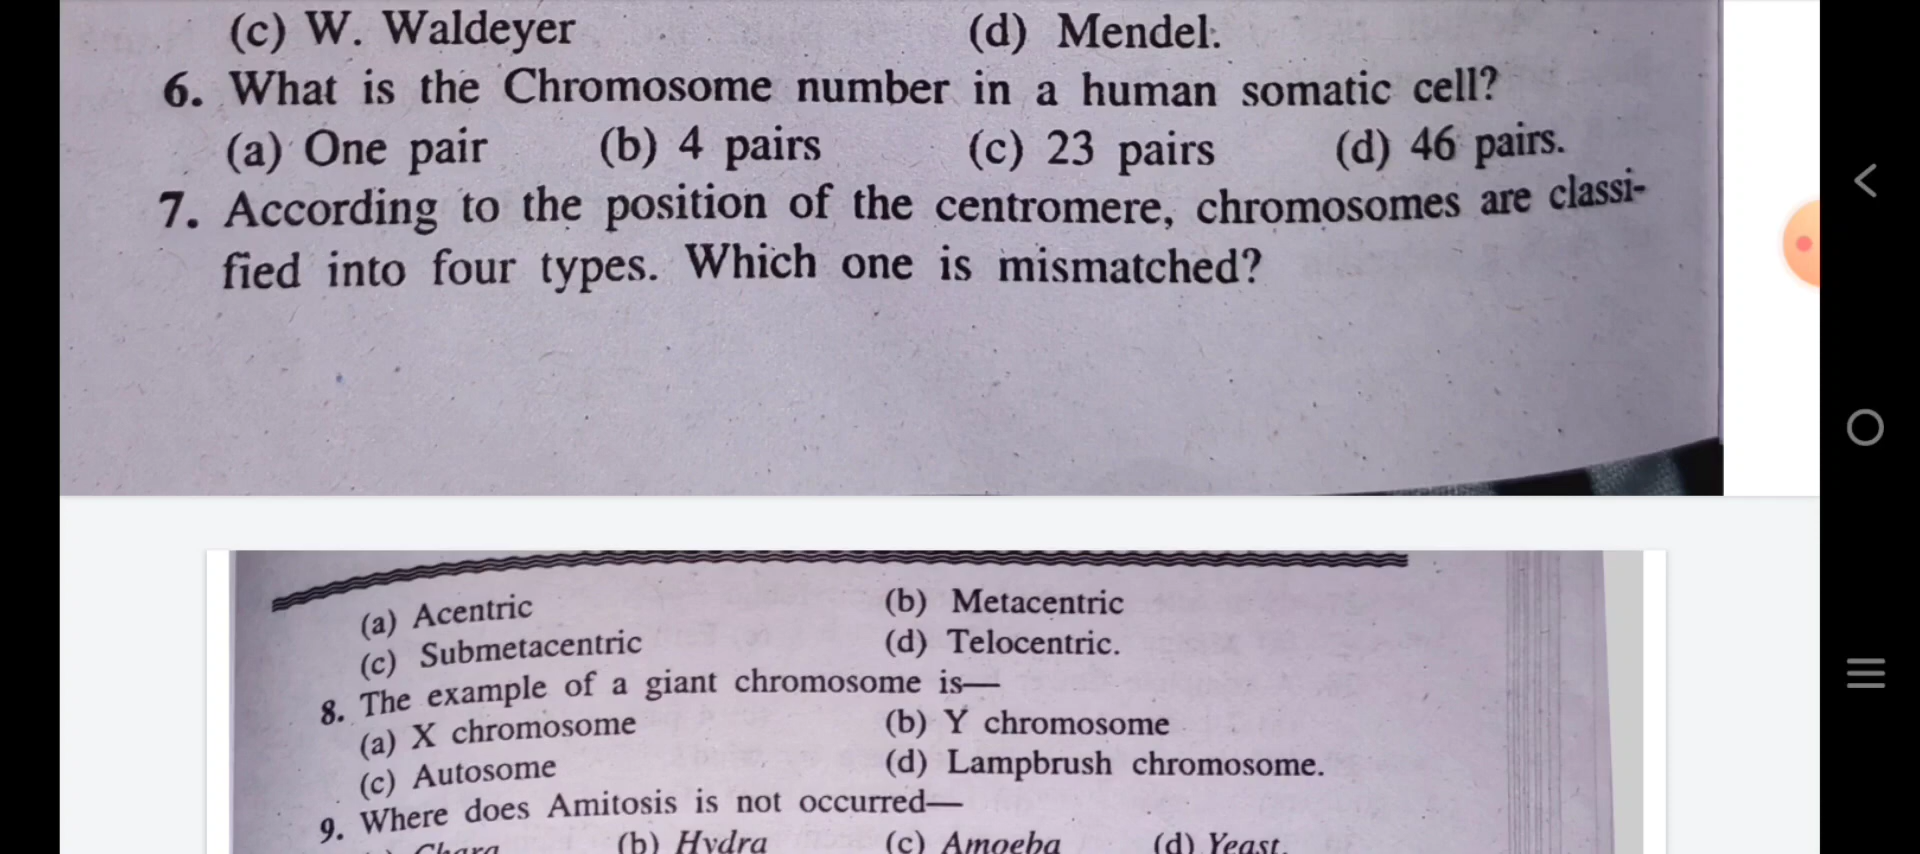 (c) W. Waldeyer (d) Mendel.
6. What is the Chromosome number in a human somatic cell?
(a) One pair (b) 4 pairs (c) 23 pairs (d) 46 pairs.
7. According to the position of the centromere, chromosomes are classi-
fied into four types. Which one is mismatched?
(a) Acentric (b) Metacentric
(c) Submetacentric (d) Telocentric.
8. The example of a giant chromosome is—
(a) X chromosome (b) Y chromosome
(c) Autosome (d) Lampbrush chromosome.
9. Where does Amitosis is not occurred—
Chara (b) Hydra (c) Amoeba (d) Yeast.